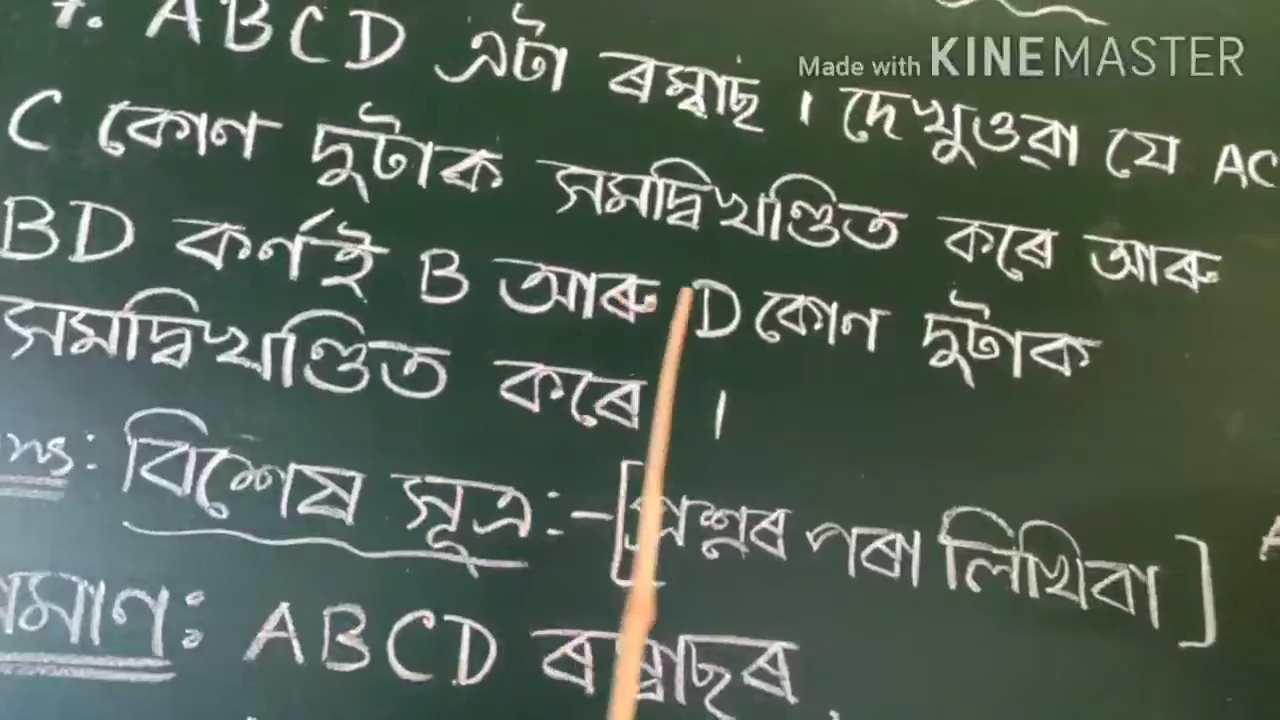 7. ABCD এটা ৰম্বাছ । দেখুওৱা যে AC
C কোণ দুটাক সমদ্বিখণ্ডিত কৰে আৰু
BD কৰ্ণই B আৰু D কোণ দুটাক
সমদ্বিখণ্ডিত কৰে ।
ns: বিশেষ সূত্ৰ:-[প্ৰশ্নৰ পৰা লিখিবা]
প্ৰমাণ: ABCD ৰম্বাছৰ
Made with KINEMASTER